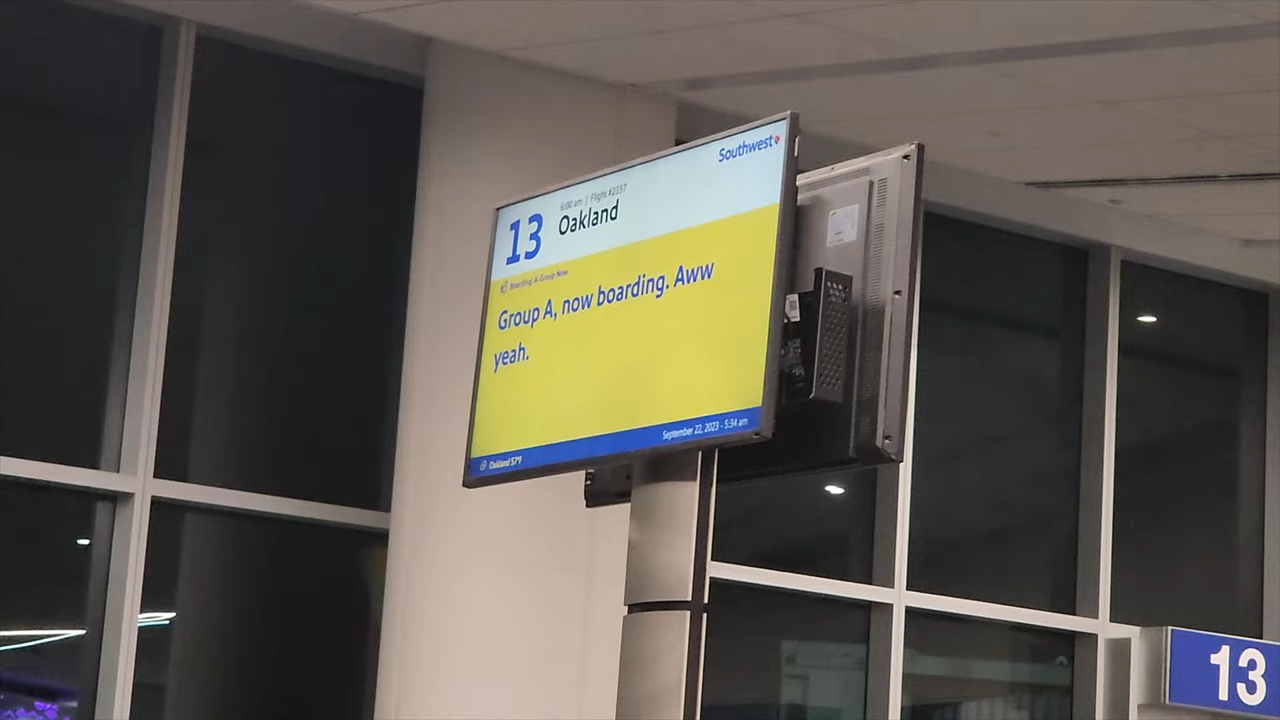 Southwest
6:00 am | Flight #2337
13
Oakland
Boarding: A-Group Now
Group A, now boarding. Aww
yeah.
September 22, 2023 - 5:34 am
Oakland 57°F
13